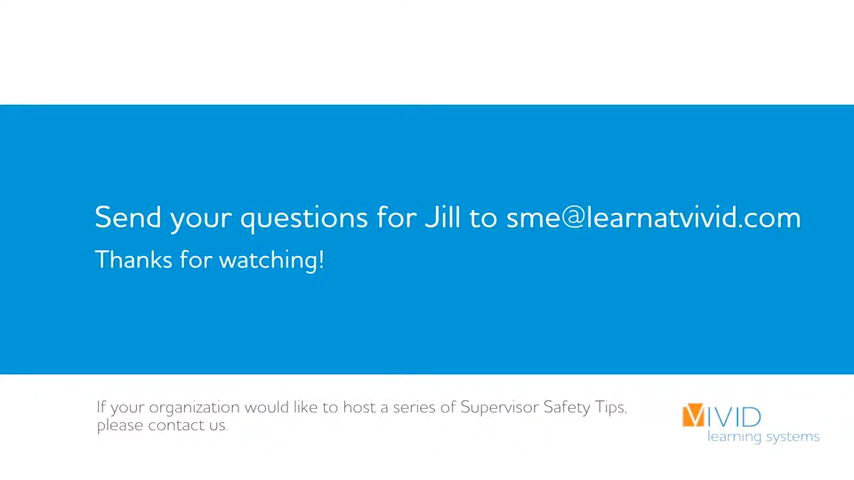 Send your questions for Jill to sme@learnatvivid.com
Thanks for watching!
If your organization would like to host a series of Supervisor Safety Tips,
please contact us.
VIVID
learning systems